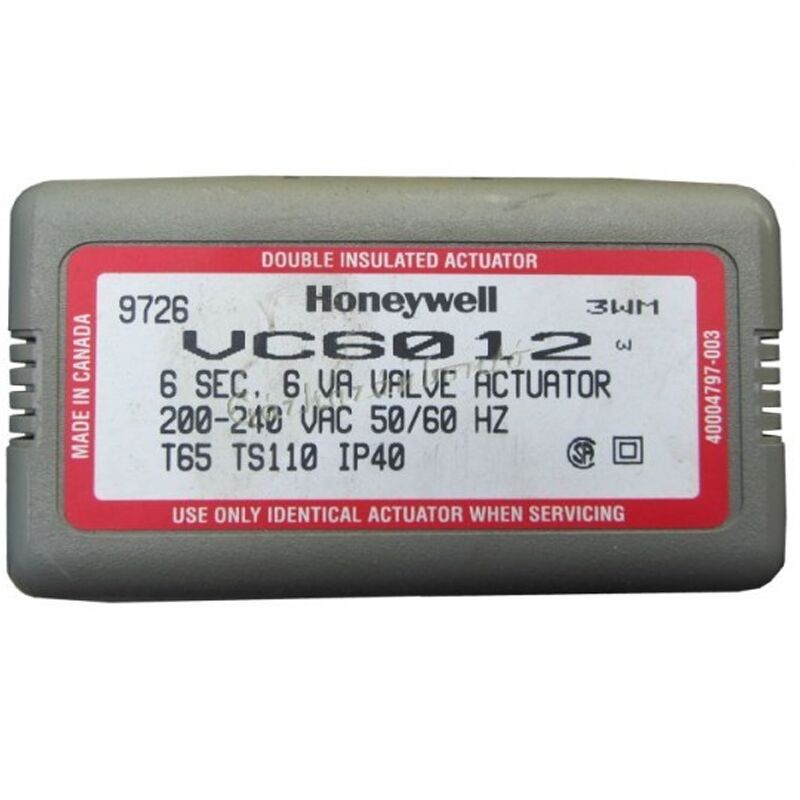 DOUBLE INSULATED ACTUATOR
9726 Honeywell 3WM
VC6012 3
6 SEC. 6 VA VALVE ACTUATOR
200-240 VAC 50/60 HZ
T65 TS110 IP40
USE ONLY IDENTICAL ACTUATOR WHEN SERVICING
MADE IN CANADA
40004797-003